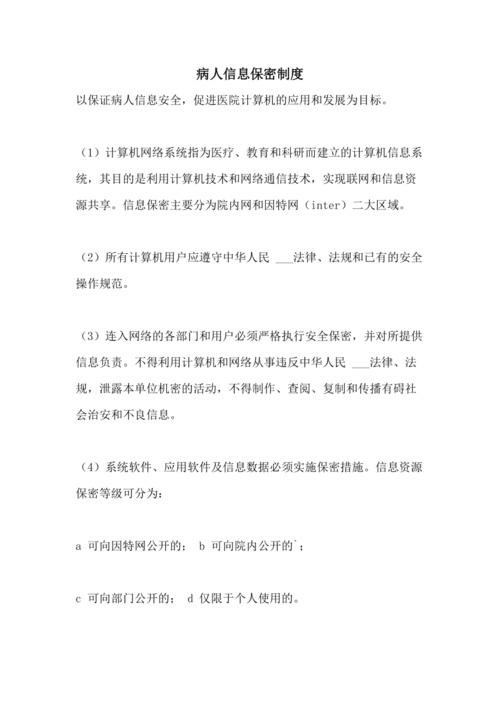 病人信息保密制度
以保证病人信息安全，促进医院计算机的应用和发展为目标。
（1）计算机网络系统指为医疗、教育和科研而建立的计算机信息系
统，其目的是利用计算机技术和网络通信技术，实现联网和信息资
源共享。信息保密主要分为院内网和因特网（inter）二大区域。
（2）所有计算机用户应遵守中华人民 ___法律、法规和已有的安全
操作规范。
（3）连入网络的各部门和用户必须严格执行安全保密，并对所提供
信息负责。不得利用计算机和网络从事违反中华人民 ___法律、法
规，泄露本单位机密的活动，不得制作、查阅、复制和传播有碍社
会治安和不良信息。
（4）系统软件、应用软件及信息数据必须实施保密措施。信息资源
保密等级可分为：
a 可向因特网公开的； b 可向院内公开的`；
c 可向部门公开的； d 仅限于个人使用的。